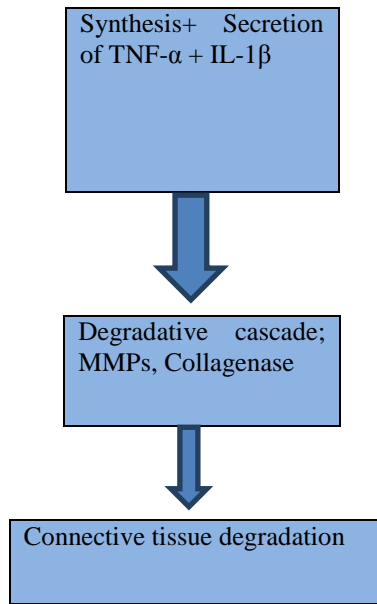 Synthesis+ Secretion
of TNF-α + IL-1β
Degradative cascade;
MMPs, Collagenase
Connective tissue degradation